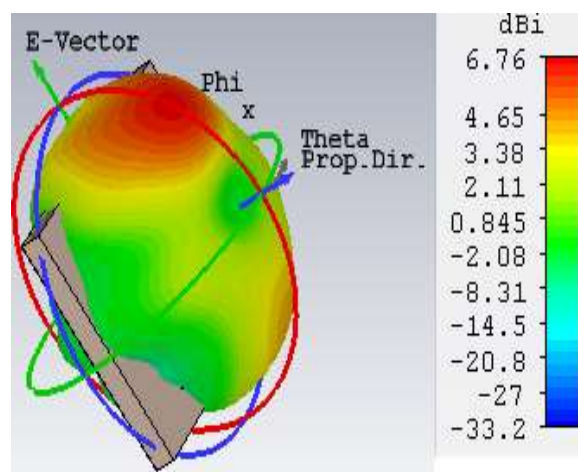 E-Vector
Phi
x
Theta
Prop.Dir.
dBi
6.76
4.65
3.38
2.11
0.845
-2.08
-8.31
-14.5
-20.8
-27
-33.2